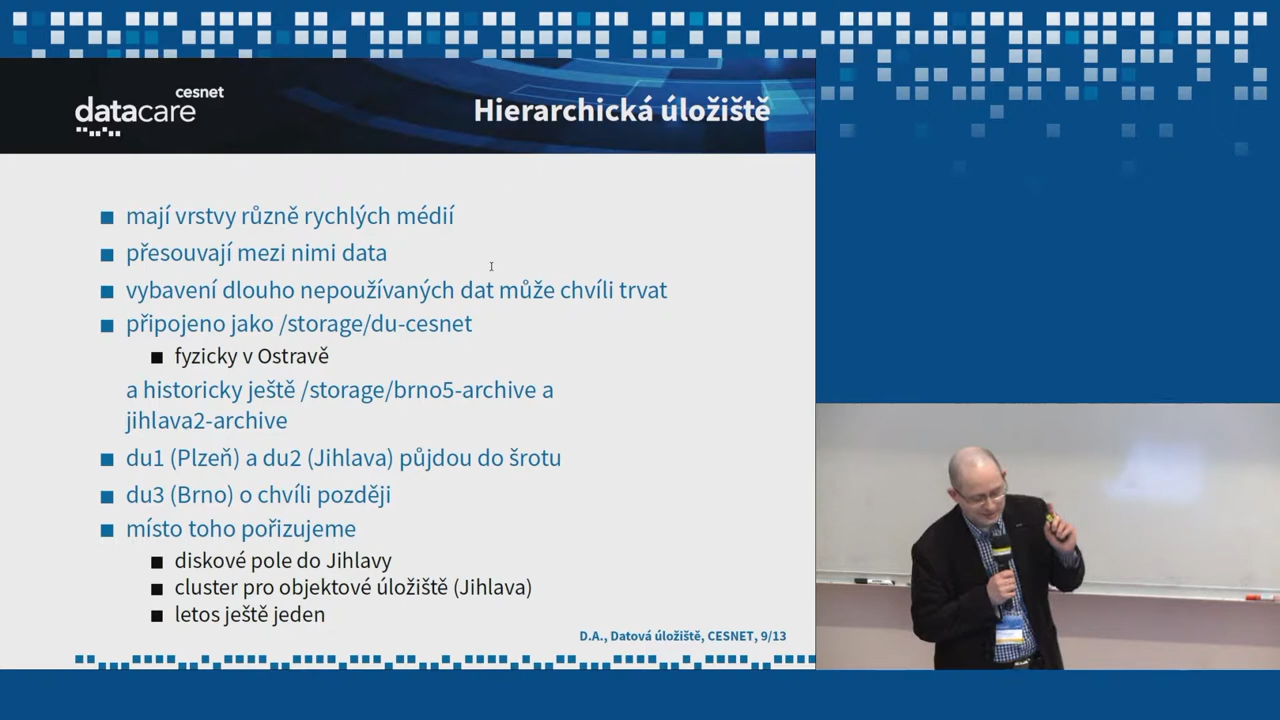 cesnet
datacare
Hierarchická úložiště
mají vrstvy různě rychlých médií
přesouvají mezi nimi data
vybavení dlouho nepoužívaných dat může chvíli trvat
připojeno jako /storage/du-cesnet
fyzicky v Ostravě
a historicky ještě /storage/brno5-archive a
jihlava2-archive
du1 (Plzeň) a du2 (Jihlava) půjdou do šrotu
du3 (Brno) o chvíli později
místo toho pořizujeme
diskové pole do Jihlavy
cluster pro objektové úložiště (Jihlava)
letos ještě jeden
D.A., Datová úložiště, CESNET, 9/13